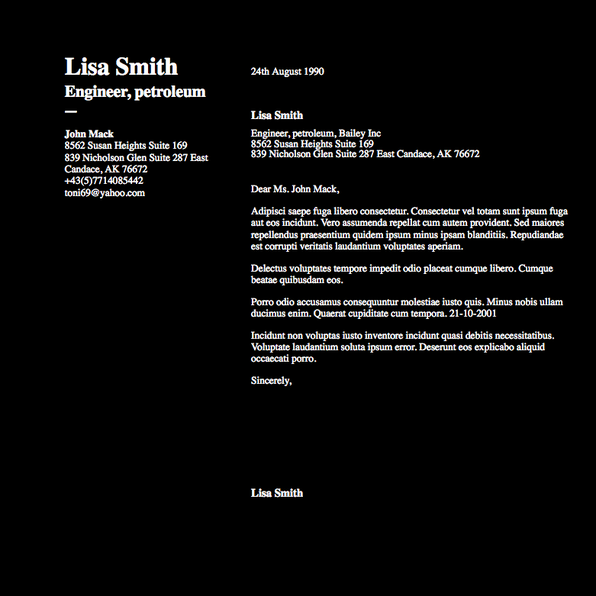 Lisa Smith
Engineer, petroleum
—
John Mack
8562 Susan Heights Suite 169
839 Nicholson Glen Suite 287 East
Candace, AK 76672
+43(5)7714085442
toni69@yahoo.com
24th August 1990
Lisa Smith
Engineer, petroleum, Bailey Inc
8562 Susan Heights Suite 169
839 Nicholson Glen Suite 287 East Candace, AK 76672
Dear Ms. John Mack,
Adipisci saepe fuga libero consectetur. Consectetur vel totam sunt ipsum fuga
aut eos incidunt. Vero assumenda repellat cum autem provident. Sed maiores
repellendus praesentium quidem ipsum minus ipsam blanditiis. Repudiandae
est corrupti veritatis laudantium voluptates aperiam.
Delectus voluptates tempore impedit odio placeat cumque libero. Cumque
beatae quibusdam eos.
Porro odio accusamus consequuntur molestiae iusto quis. Minus nobis ullam
ducimus enim. Quaerat cupiditate cum tempora. 21-10-2001
Incidunt non voluptas iusto inventore incidunt quasi debitis necessitatibus.
Voluptate laudantium soluta ipsum error. Deserunt eos explicabo aliquid
occaecati porro.
Sincerely,
Lisa Smith